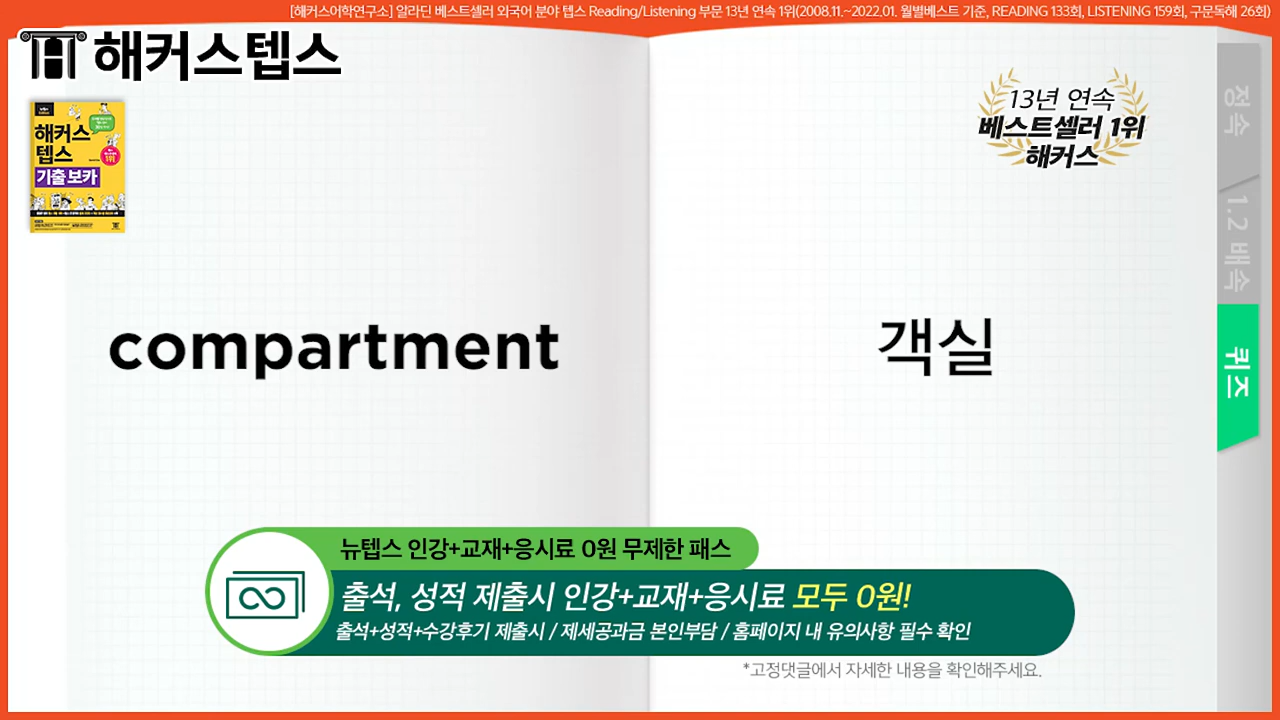 [해커스어학연구소] 알라딘 베스트셀러 외국어 분야 텝스 Reading/Listening 부문 13년 연속 1위(2008.11.~2022.01. 월별베스트 기준, READING 133회, LISTENING 159회, 구문독해 26회)
해커스텝스
해커스
텝스
기출 보카
13년 연속
베스트셀러 1위
해커스
정속
1.2 배속
퀴즈
compartment
객실
뉴텝스 인강+교재+응시료 0원 무제한 패스
출석, 성적 제출시 인강+교재+응시료 모두 0원!
출석+성적+수강후기 제출시 / 제세공과금 본인부담 / 홈페이지 내 유의사항 필수 확인
*고정댓글에서 자세한 내용을 확인해주세요.